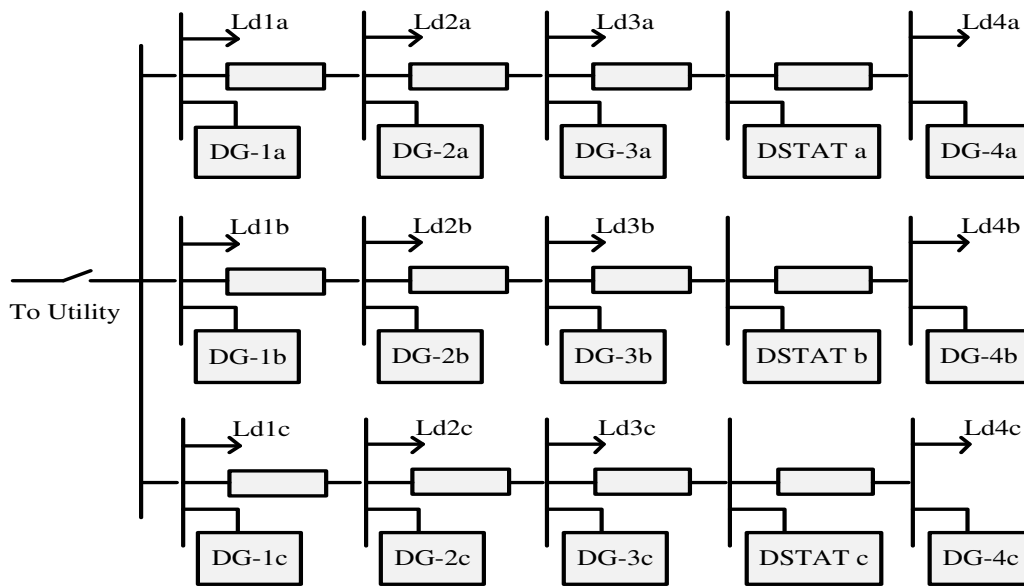 Ld1a Ld2a Ld3a Ld4a
DG-1a DG-2a DG-3a DSTAT a DG-4a
Ld1b Ld2b Ld3b Ld4b
To Utility
DG-1b DG-2b DG-3b DSTAT b DG-4b
Ld1c Ld2c Ld3c Ld4c
DG-1c DG-2c DG-3c DSTAT c DG-4c